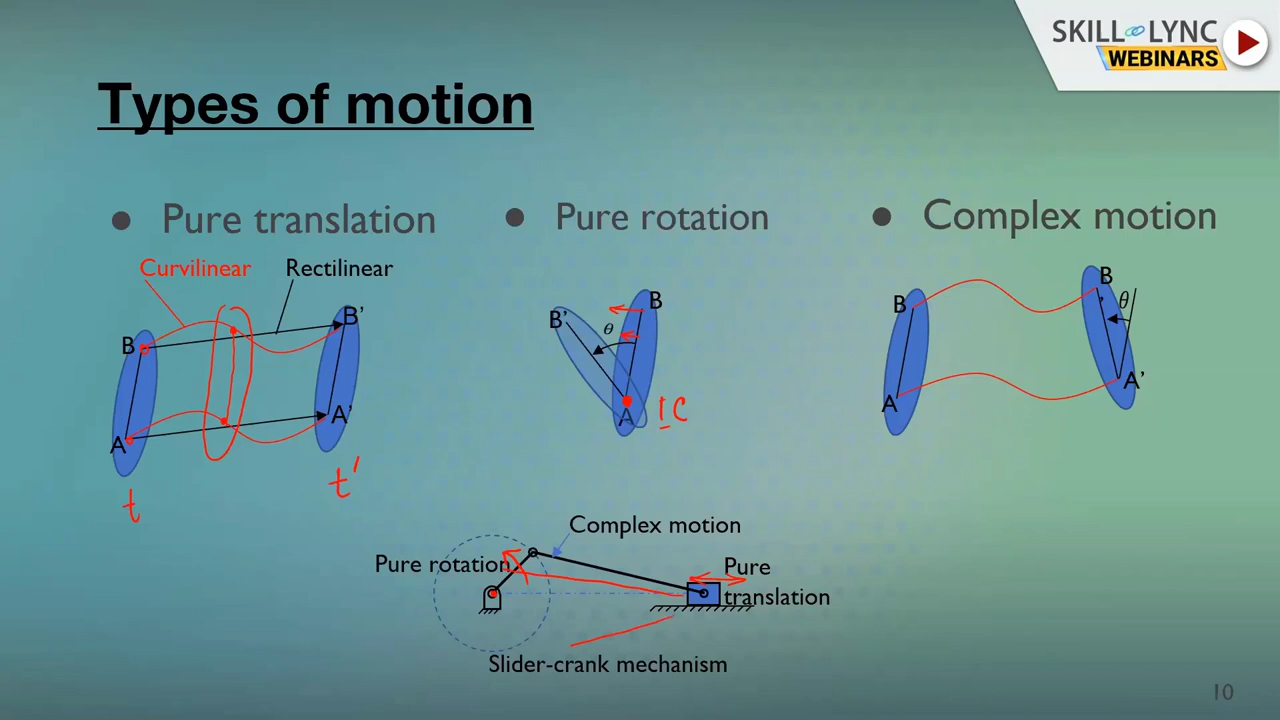 SKILL LYNC
WEBINARS
Types of motion
• Pure translation
• Pure rotation
• Complex motion
Curvilinear
Rectilinear
B
B'
A
A'
t
t'
B'
θ
B
A
IC
B
A
B'
θ
A'
Complex motion
Pure rotation
Pure
translation
Slider-crank mechanism
10